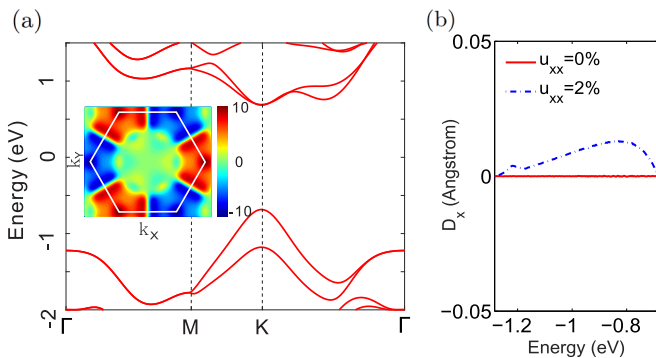 (a)
Energy (eV)
1
0
-1
-2
Γ
M
K
Γ
k_Y
k_X
10
0
-10
(b)
D_x (Angstrom)
0.05
0
−0.05
u_xx=0%
u_xx=2%
−1.2
−1
−0.8
Energy (eV)